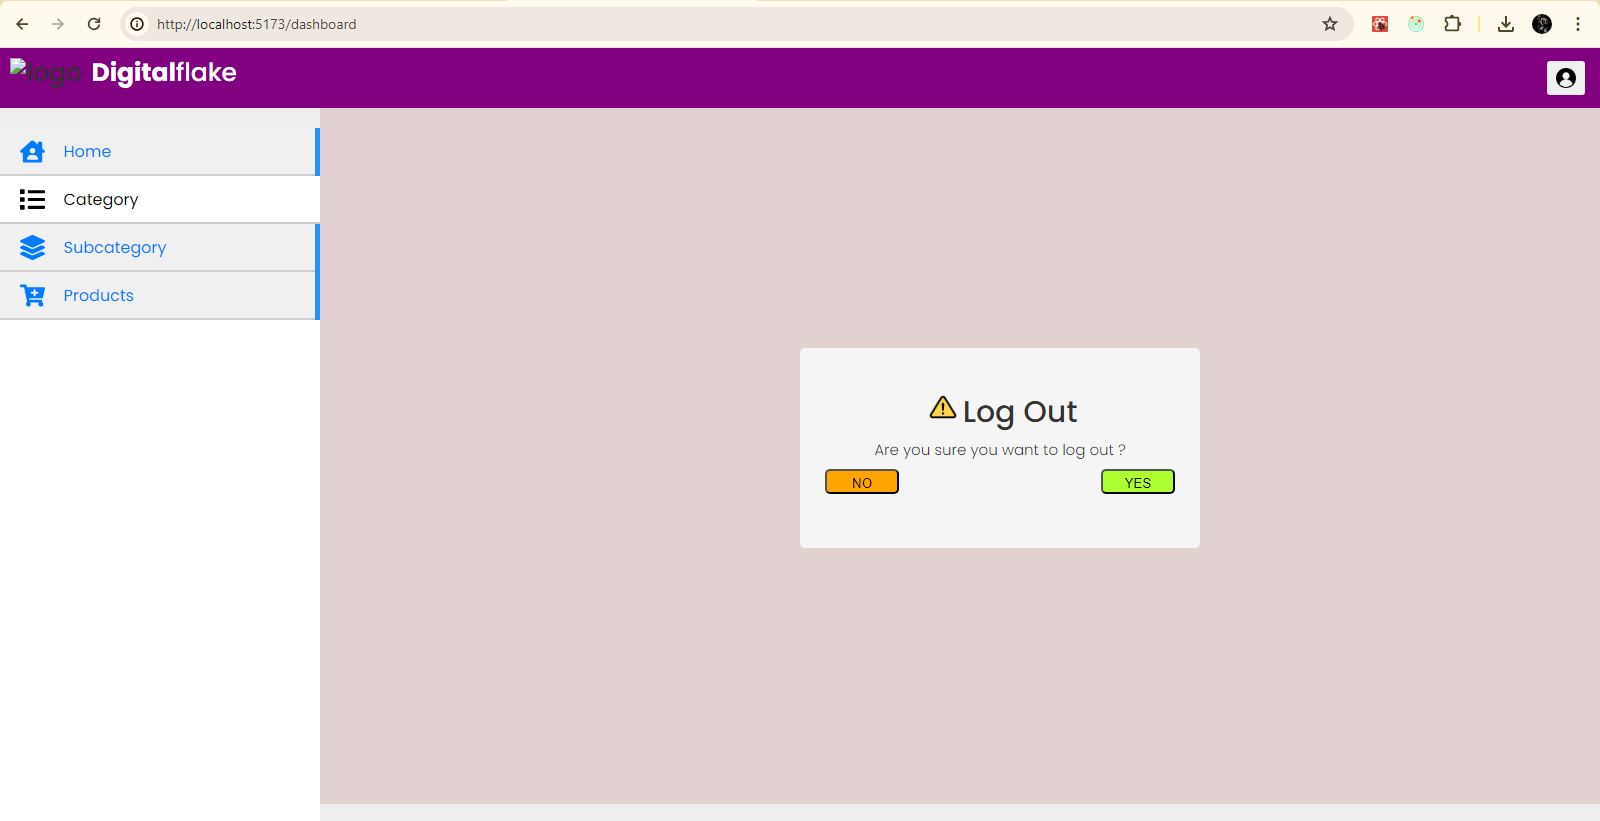 http://localhost:5173/dashboard
logo Digitalflake
Home
Category
Subcategory
Products
Log Out
Are you sure you want to log out ?
NO YES